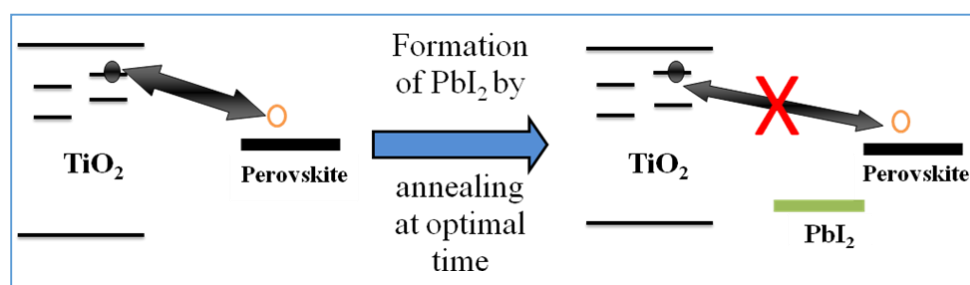 TiO₂
Perovskite
Formation
of PbI₂ by
annealing
at optimal
time
TiO₂
Perovskite
PbI₂